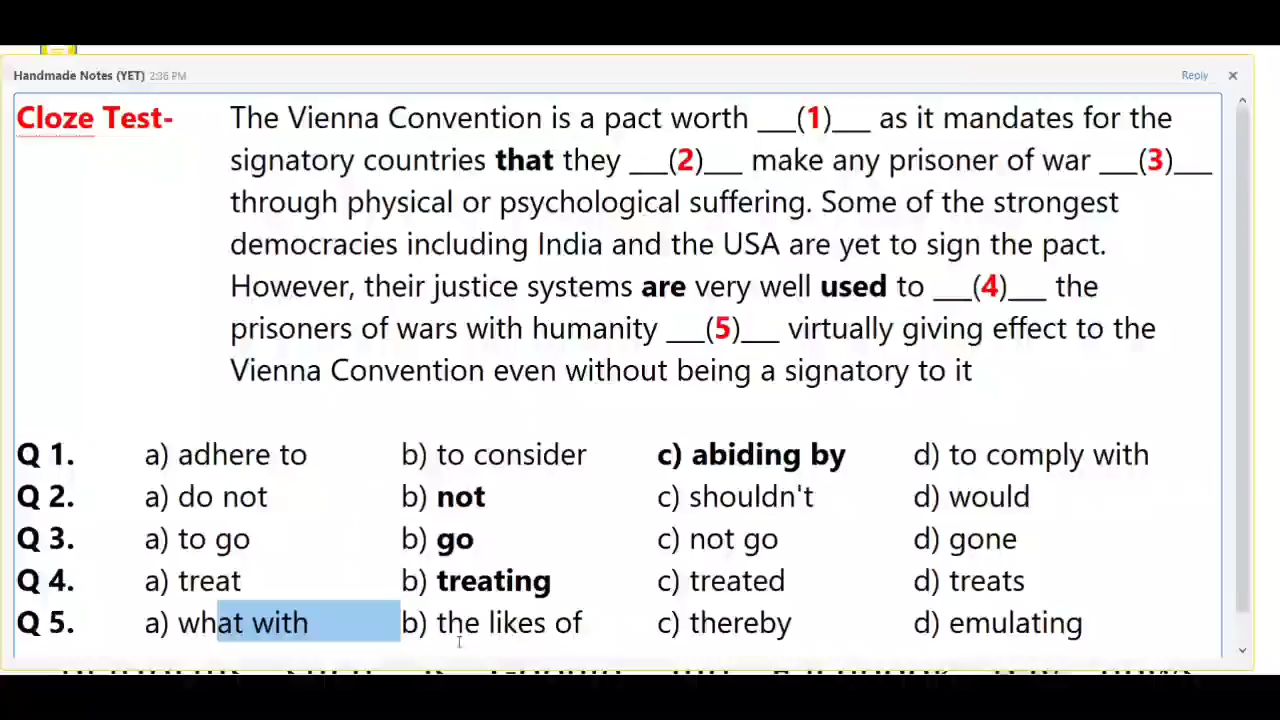 Handmade Notes (YET) 2:36 PM Reply
Cloze Test- The Vienna Convention is a pact worth ___(1)___ as it mandates for the
signatory countries that they ___(2)___ make any prisoner of war ___(3)___
through physical or psychological suffering. Some of the strongest
democracies including India and the USA are yet to sign the pact.
However, their justice systems are very well used to ___(4)___ the
prisoners of wars with humanity ___(5)___ virtually giving effect to the
Vienna Convention even without being a signatory to it
Q 1. a) adhere to b) to consider c) abiding by d) to comply with
Q 2. a) do not b) not c) shouldn't d) would
Q 3. a) to go b) go c) not go d) gone
Q 4. a) treat b) treating c) treated d) treats
Q 5. a) what with b) the likes of c) thereby d) emulating